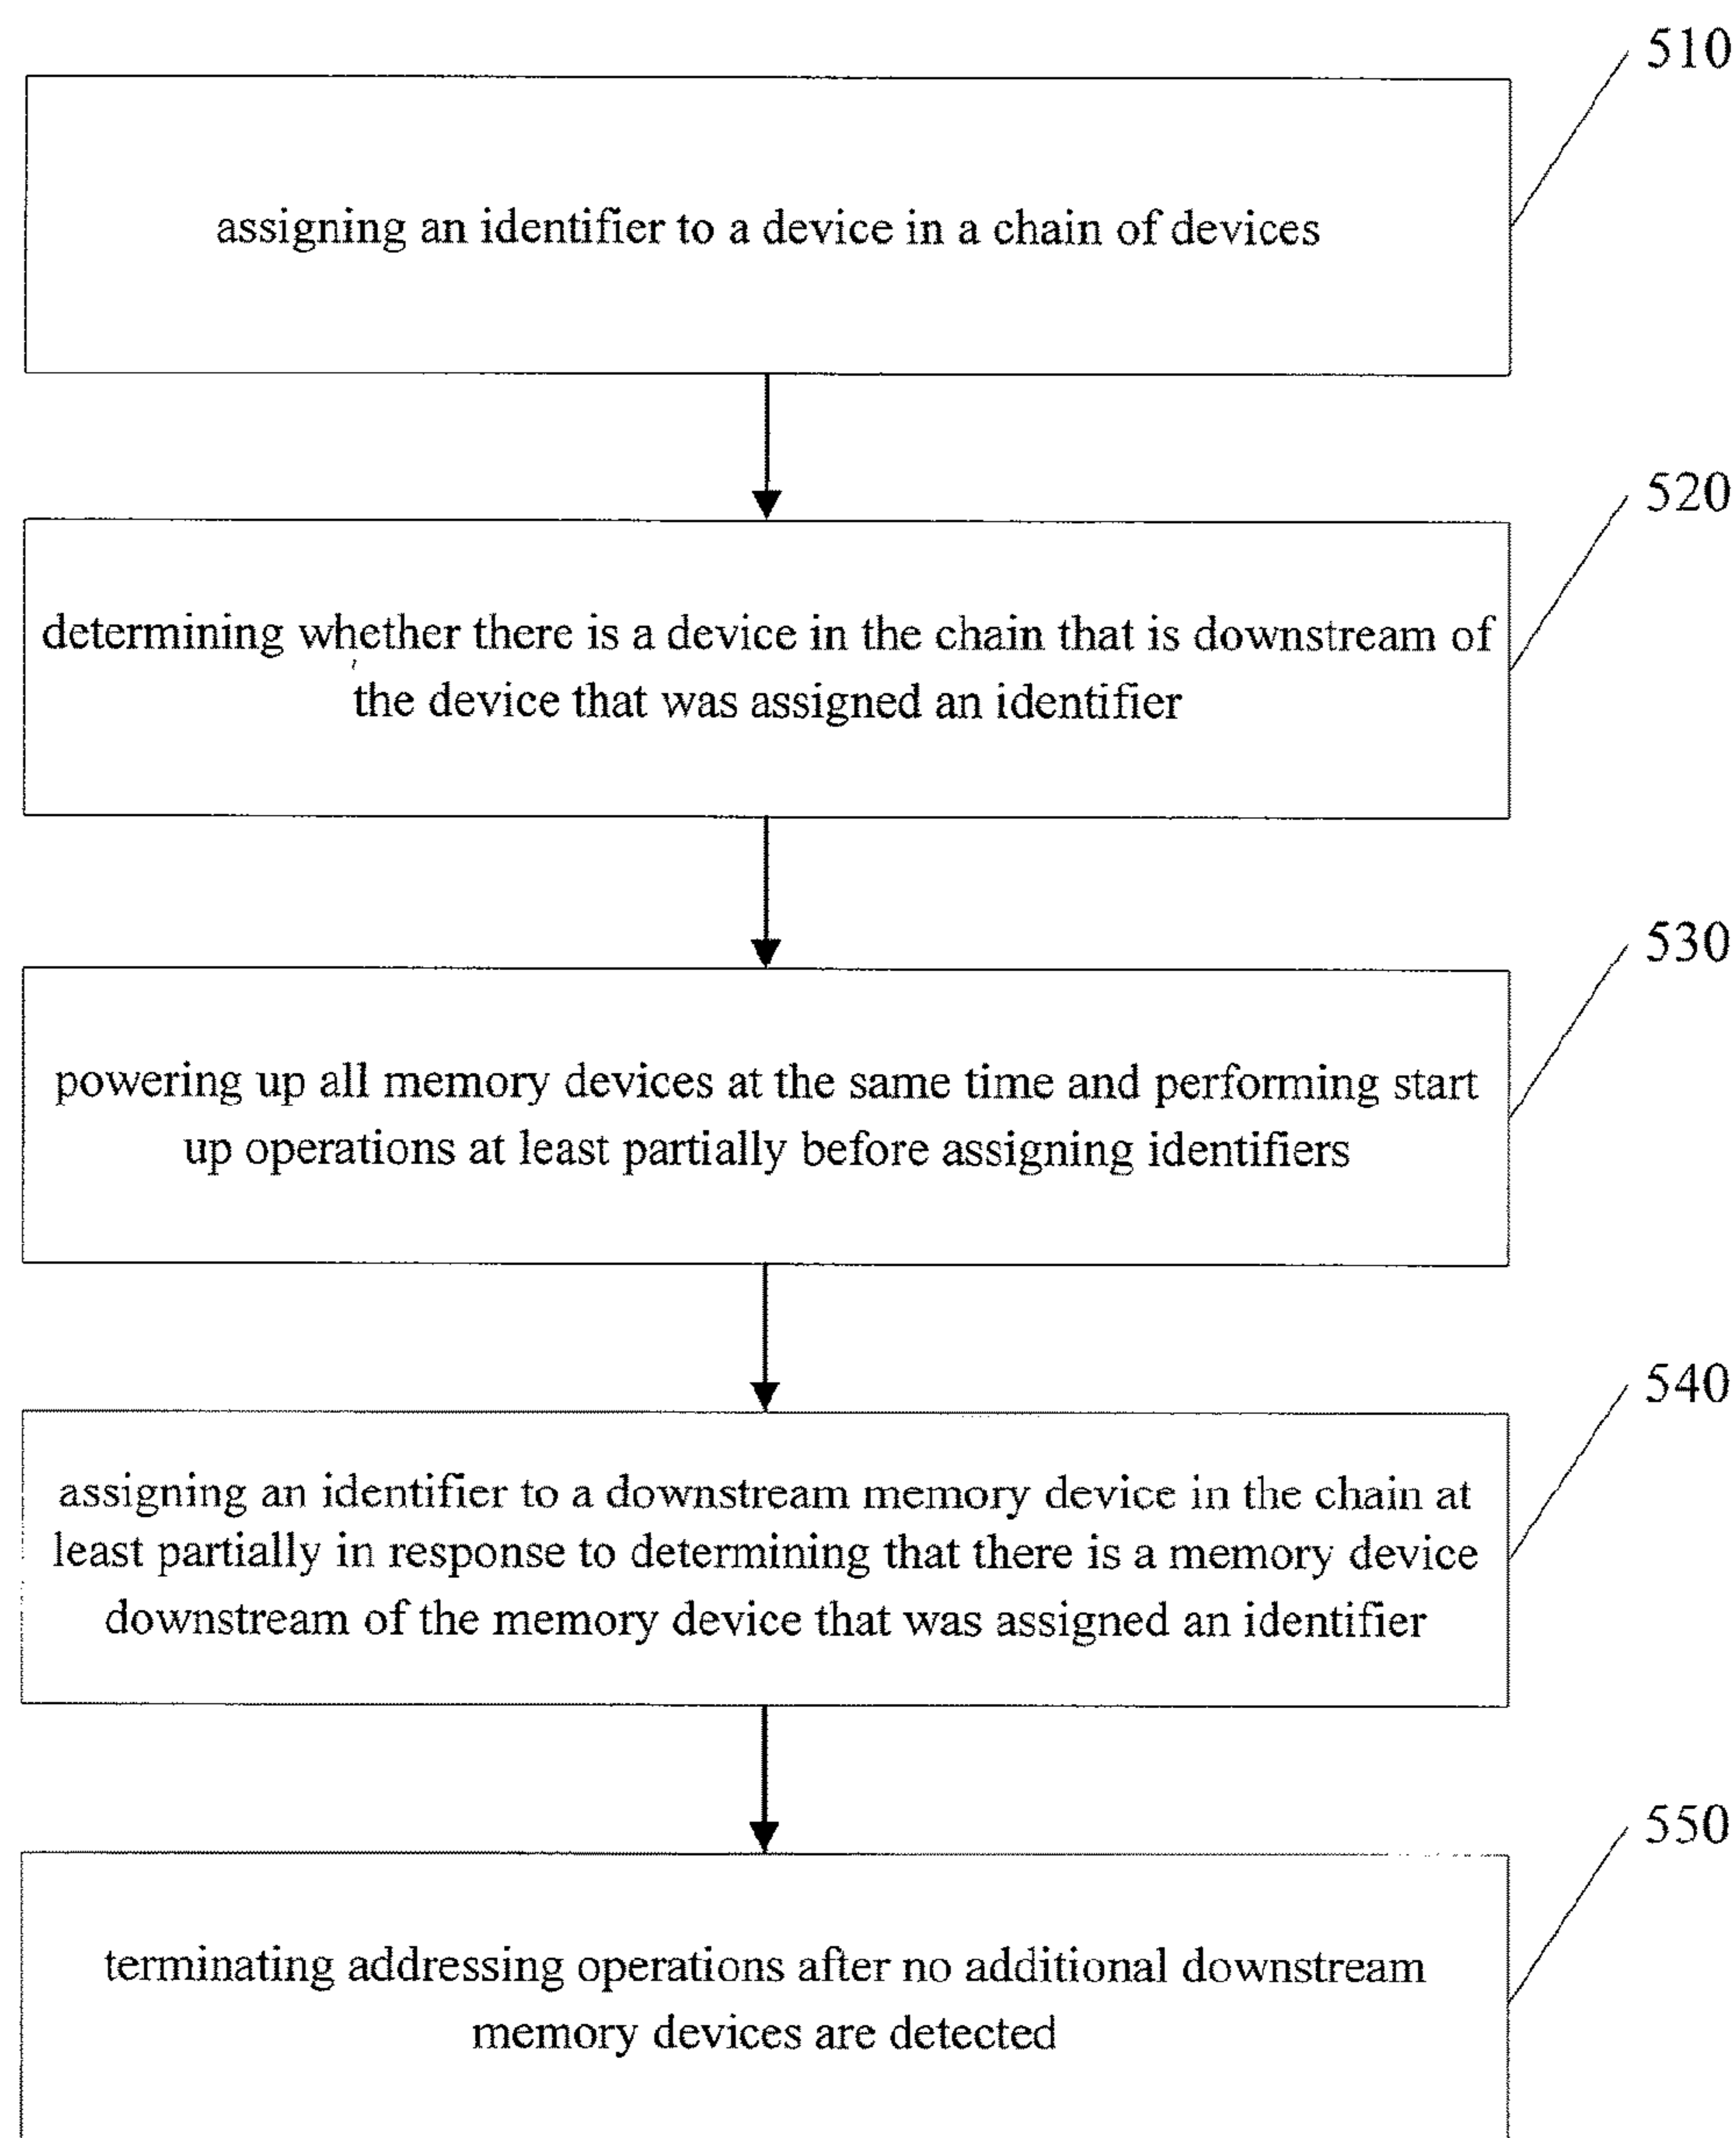 510
assigning an identifier to a device in a chain of devices
520
determining whether there is a device in the chain that is downstream of
the device that was assigned an identifier
530
powering up all memory devices at the same time and performing start
up operations at least partially before assigning identifiers
540
assigning an identifier to a downstream memory device in the chain at
least partially in response to determining that there is a memory device
downstream of the memory device that was assigned an identifier
550
terminating addressing operations after no additional downstream
memory devices are detected